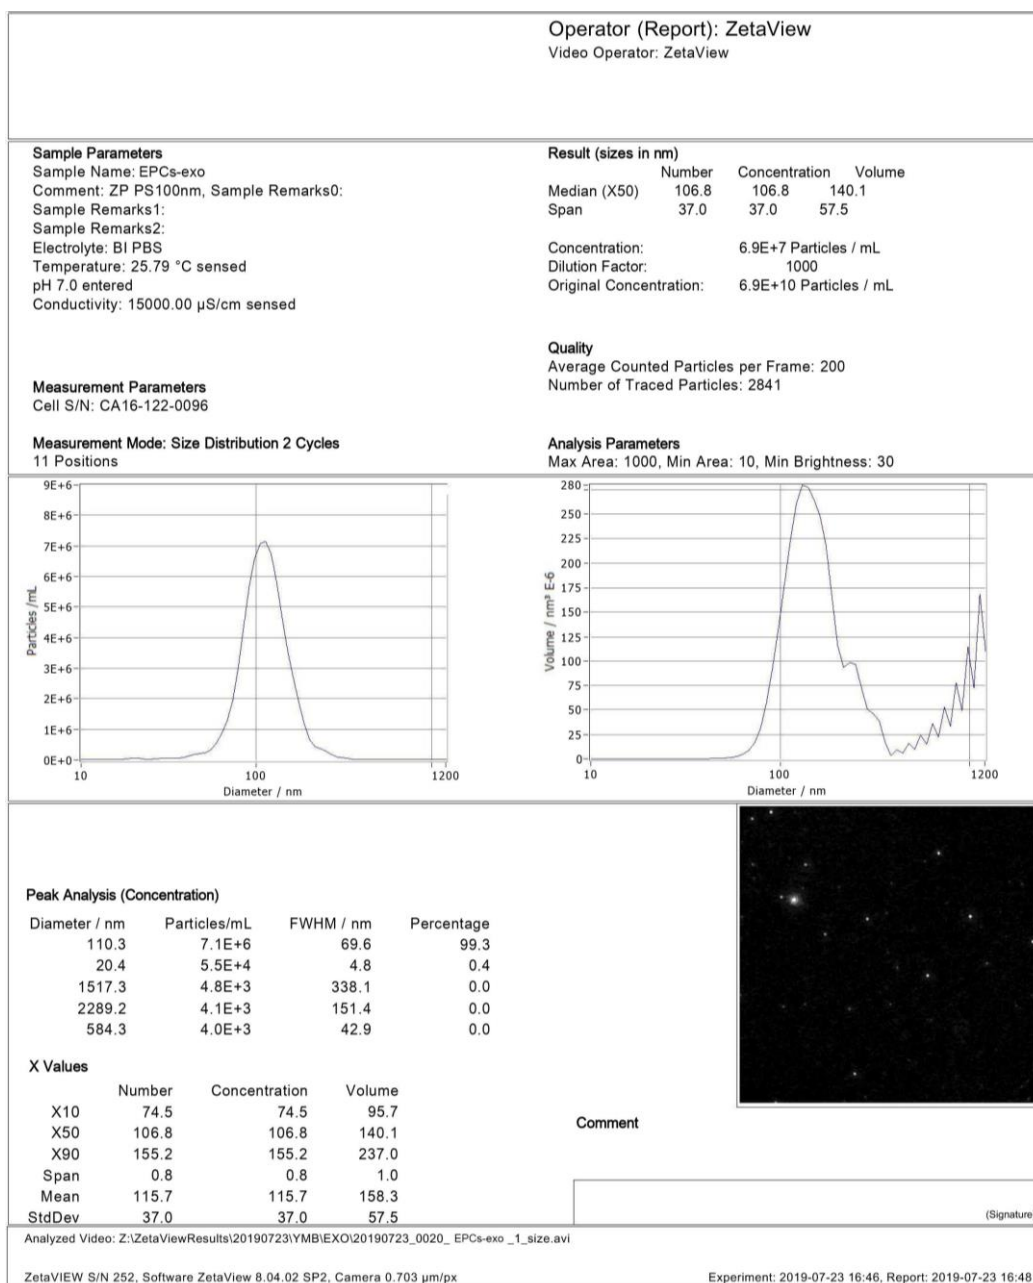 Operator (Report): ZetaView
Video Operator: ZetaView
Sample Parameters
Sample Name: EPCs-exo
Comment: ZP PS100nm, Sample Remarks0:
Sample Remarks1:
Sample Remarks2:
Electrolyte: BI PBS
Temperature: 25.79 °C sensed
pH 7.0 entered
Conductivity: 15000.00 µS/cm sensed
Measurement Parameters
Cell S/N: CA16-122-0096
Measurement Mode: Size Distribution 2 Cycles
11 Positions
Result (sizes in nm)
Number Concentration Volume
Median (X50) 106.8 106.8 140.1
Span 37.0 37.0 57.5
Concentration: 6.9E+7 Particles / mL
Dilution Factor: 1000
Original Concentration: 6.9E+10 Particles / mL
Quality
Average Counted Particles per Frame: 200
Number of Traced Particles: 2841
Analysis Parameters
Max Area: 1000, Min Area: 10, Min Brightness: 30
Particles /mL
9E+6
8E+6
7E+6
6E+6
5E+6
4E+6
3E+6
2E+6
1E+6
0E+0
10 100 1200
Diameter / nm
Volume / nm³ E-6
280
250
225
200
175
150
125
100
75
50
25
0
10 100 1200
Diameter / nm
Peak Analysis (Concentration)
Diameter / nm Particles/mL FWHM / nm Percentage
110.3 7.1E+6 69.6 99.3
20.4 5.5E+4 4.8 0.4
1517.3 4.8E+3 338.1 0.0
2289.2 4.1E+3 151.4 0.0
584.3 4.0E+3 42.9 0.0
X Values
Number Concentration Volume
X10 74.5 74.5 95.7
X50 106.8 106.8 140.1
X90 155.2 155.2 237.0
Span 0.8 0.8 1.0
Mean 115.7 115.7 158.3
StdDev 37.0 37.0 57.5
Comment
(Signature
Analyzed Video: Z:\ZetaViewResults\20190723\YMB\EXO\20190723_0020_ EPCs-exo _1_size.avi
ZetaVIEW S/N 252, Software ZetaView 8.04.02 SP2, Camera 0.703 µm/px
Experiment: 2019-07-23 16:46, Report: 2019-07-23 16:48